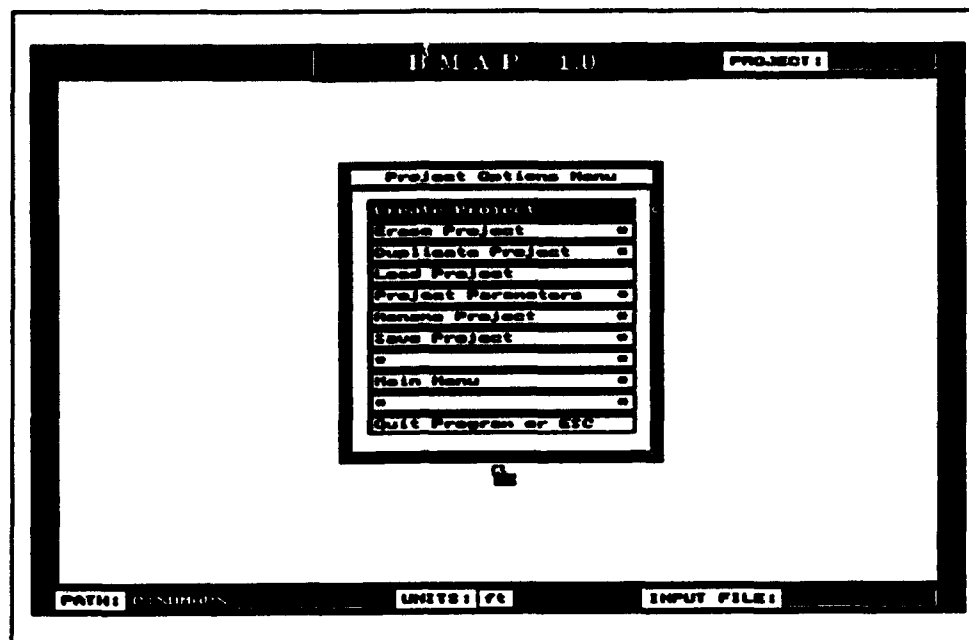 BMAP 1.0 PROJECT:
Project Options Menu
Create Project
Erase Project *
Duplicate Project *
Load Project
Project Parameters *
Rename Project *
Save Project *
* *
Main Menu *
* *
Quit Program or ESC
PATH: UNITS: ft INPUT FILE: